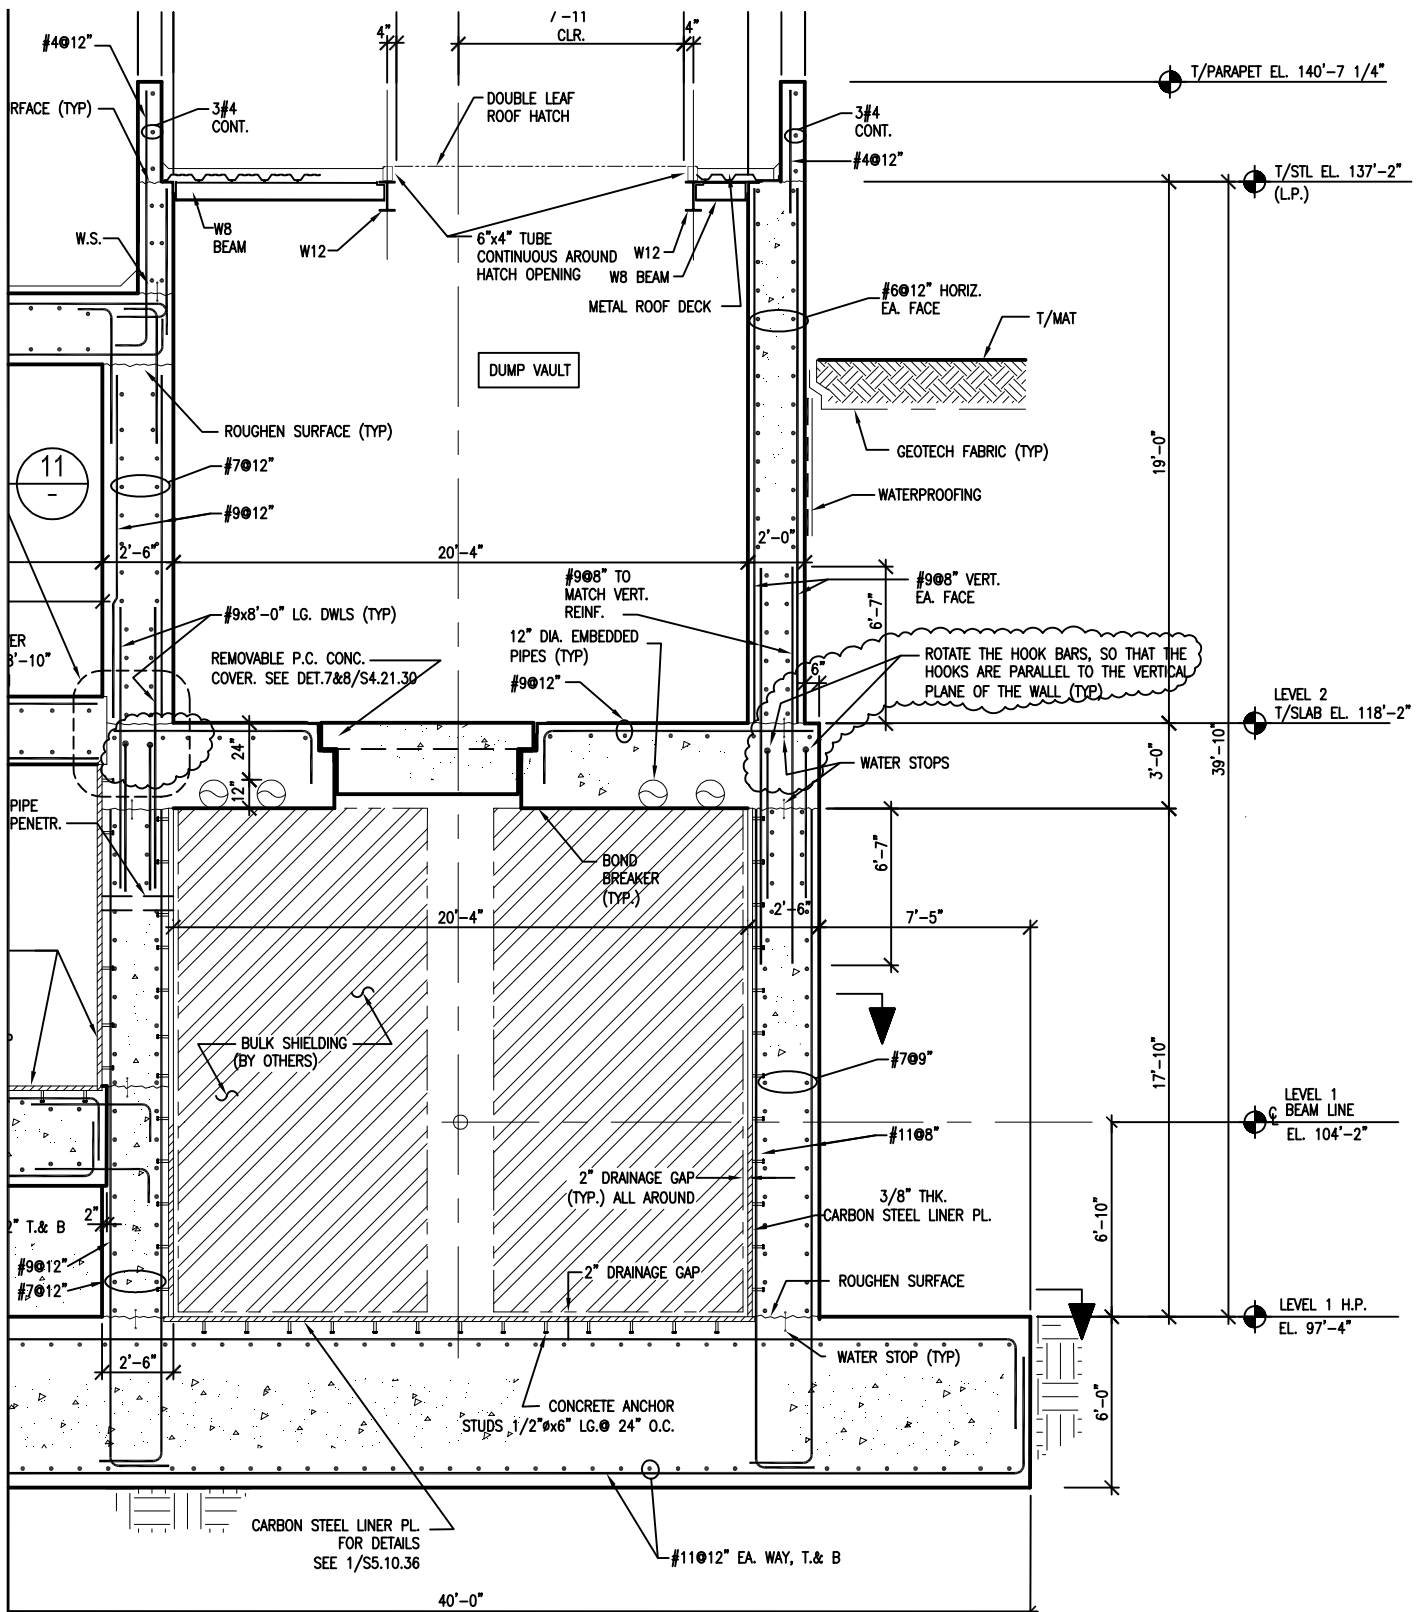 7'-11
CLR.
4"
4"
#4@12"
T/PARAPET EL. 140'-7 1/4"
RFACE (TYP)
3#4
CONT.
DOUBLE LEAF
ROOF HATCH
3#4
CONT.
#4@12"
T/STL EL. 137'-2"
(L.P.)
W.S.
W8
BEAM
W12
6"x4" TUBE
CONTINUOUS AROUND
HATCH OPENING
W12
W8 BEAM
METAL ROOF DECK
#6@12" HORIZ.
EA. FACE
T/MAT
DUMP VAULT
ROUGHEN SURFACE (TYP)
GEOTECH FABRIC (TYP)
19'-0"
11
-
#7@12"
WATERPROOFING
#9@12"
2'-6"
20'-4"
2'-0"
#9@8" TO
MATCH VERT.
REINF.
#9@8" VERT.
EA. FACE
6'-7"
#9x8'-0" LG. DWLS (TYP)
12" DIA. EMBEDDED
PIPES (TYP)
ER
8'-10"
REMOVABLE P.C. CONC.
COVER. SEE DET.7&8/S4.21.30
#9@12"
6"
ROTATE THE HOOK BARS, SO THAT THE
HOOKS ARE PARALLEL TO THE VERTICAL
PLANE OF THE WALL (TYP)
LEVEL 2
T/SLAB EL. 118'-2"
24"
12"
WATER STOPS
3'-0"
39'-10"
PIPE
PENETR.
BOND
BREAKER
(TYP.)
6'-7"
20'-4"
2'-6"
7'-5"
BULK SHIELDING
(BY OTHERS)
#7@9"
17'-10"
LEVEL 1
℄ BEAM LINE
EL. 104'-2"
#11@8"
2" DRAINAGE GAP
(TYP.) ALL AROUND
3/8" THK.
CARBON STEEL LINER PL.
2" T.& B
2"
6'-10"
#9@12"
#7@12"
2" DRAINAGE GAP
ROUGHEN SURFACE
LEVEL 1 H.P.
EL. 97'-4"
2'-6"
WATER STOP (TYP)
CONCRETE ANCHOR
STUDS 1/2"øx6" LG.@ 24" O.C.
6'-0"
CARBON STEEL LINER PL.
FOR DETAILS
SEE 1/S5.10.36
#11@12" EA. WAY, T.& B
40'-0"